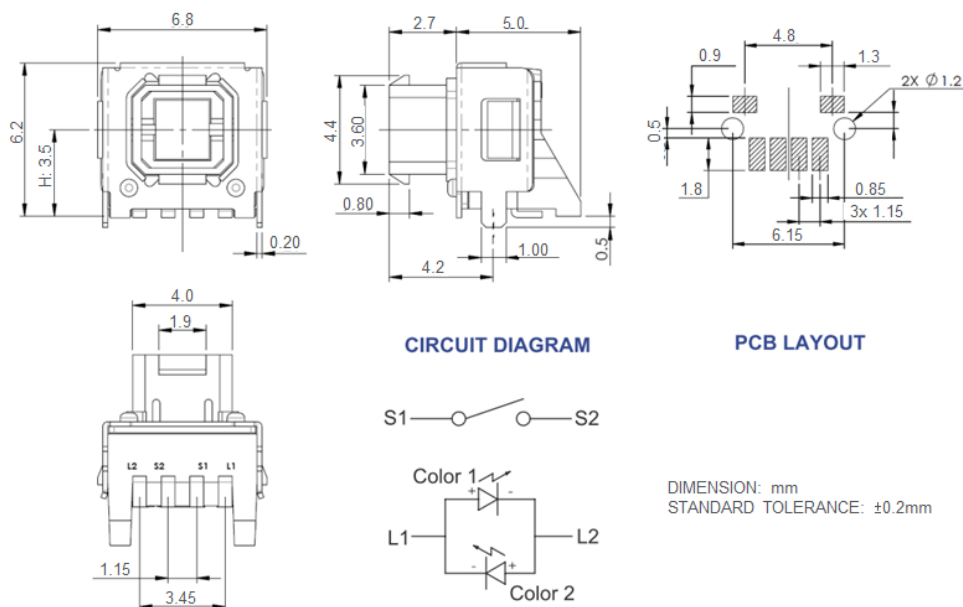 6.8
6.2
H: 3.5
0.20
2.7
5.0
4.4
3.60
0.80
4.2
1.00
0.5
4.8
0.9
1.3
2X Ø1.2
0.5
1.8
0.85
3x 1.15
6.15
4.0
1.9
L2 S2 S1 L1
1.15
3.45
CIRCUIT DIAGRAM
S1 S2
Color 1
+ -
L1 L2
- +
Color 2
PCB LAYOUT
DIMENSION: mm
STANDARD TOLERANCE: ±0.2mm